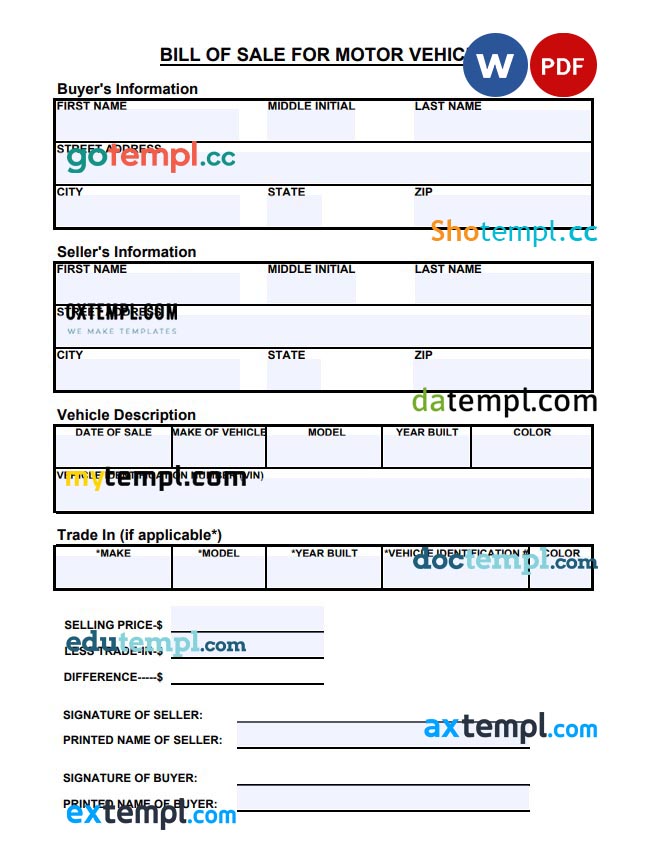 BILL OF SALE FOR MOTOR VEHIC
W
PDF
Buyer's Information
FIRST NAME MIDDLE INITIAL LAST NAME
STREET ADDRESS
gotempl.cc
CITY STATE ZIP
Shotempl.cc
Seller's Information
FIRST NAME MIDDLE INITIAL LAST NAME
STREET ADDRESS
OXTEMPL.COM
WE MAKE TEMPLATES
CITY STATE ZIP
datempl.com
Vehicle Description
DATE OF SALE MAKE OF VEHICLE MODEL YEAR BUILT COLOR
VEHICLE IDENTIFICATION NUMBER (VIN)
mytempl.com
Trade In (if applicable*)
*MAKE *MODEL *YEAR BUILT *VEHICLE IDENTIFICATION # COLOR
doctempl.com
SELLING PRICE-$
edutempl.com
LESS TRADE-IN-$
DIFFERENCE-----$
SIGNATURE OF SELLER:
axtempl.com
PRINTED NAME OF SELLER:
SIGNATURE OF BUYER:
PRINTED NAME OF BUYER:
extempl.com